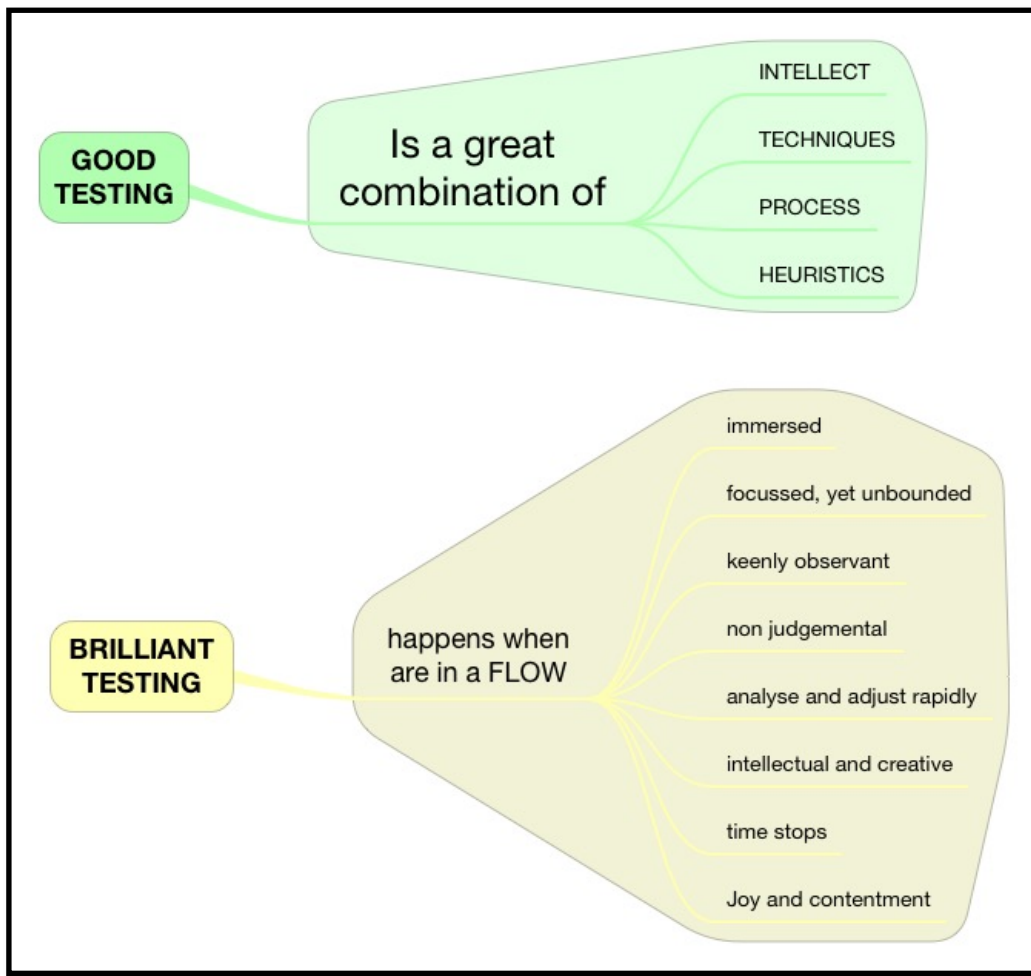 GOOD
TESTING
Is a great
combination of
INTELLECT
TECHNIQUES
PROCESS
HEURISTICS
BRILLIANT
TESTING
happens when
are in a FLOW
immersed
focussed, yet unbounded
keenly observant
non judgemental
analyse and adjust rapidly
intellectual and creative
time stops
Joy and contentment